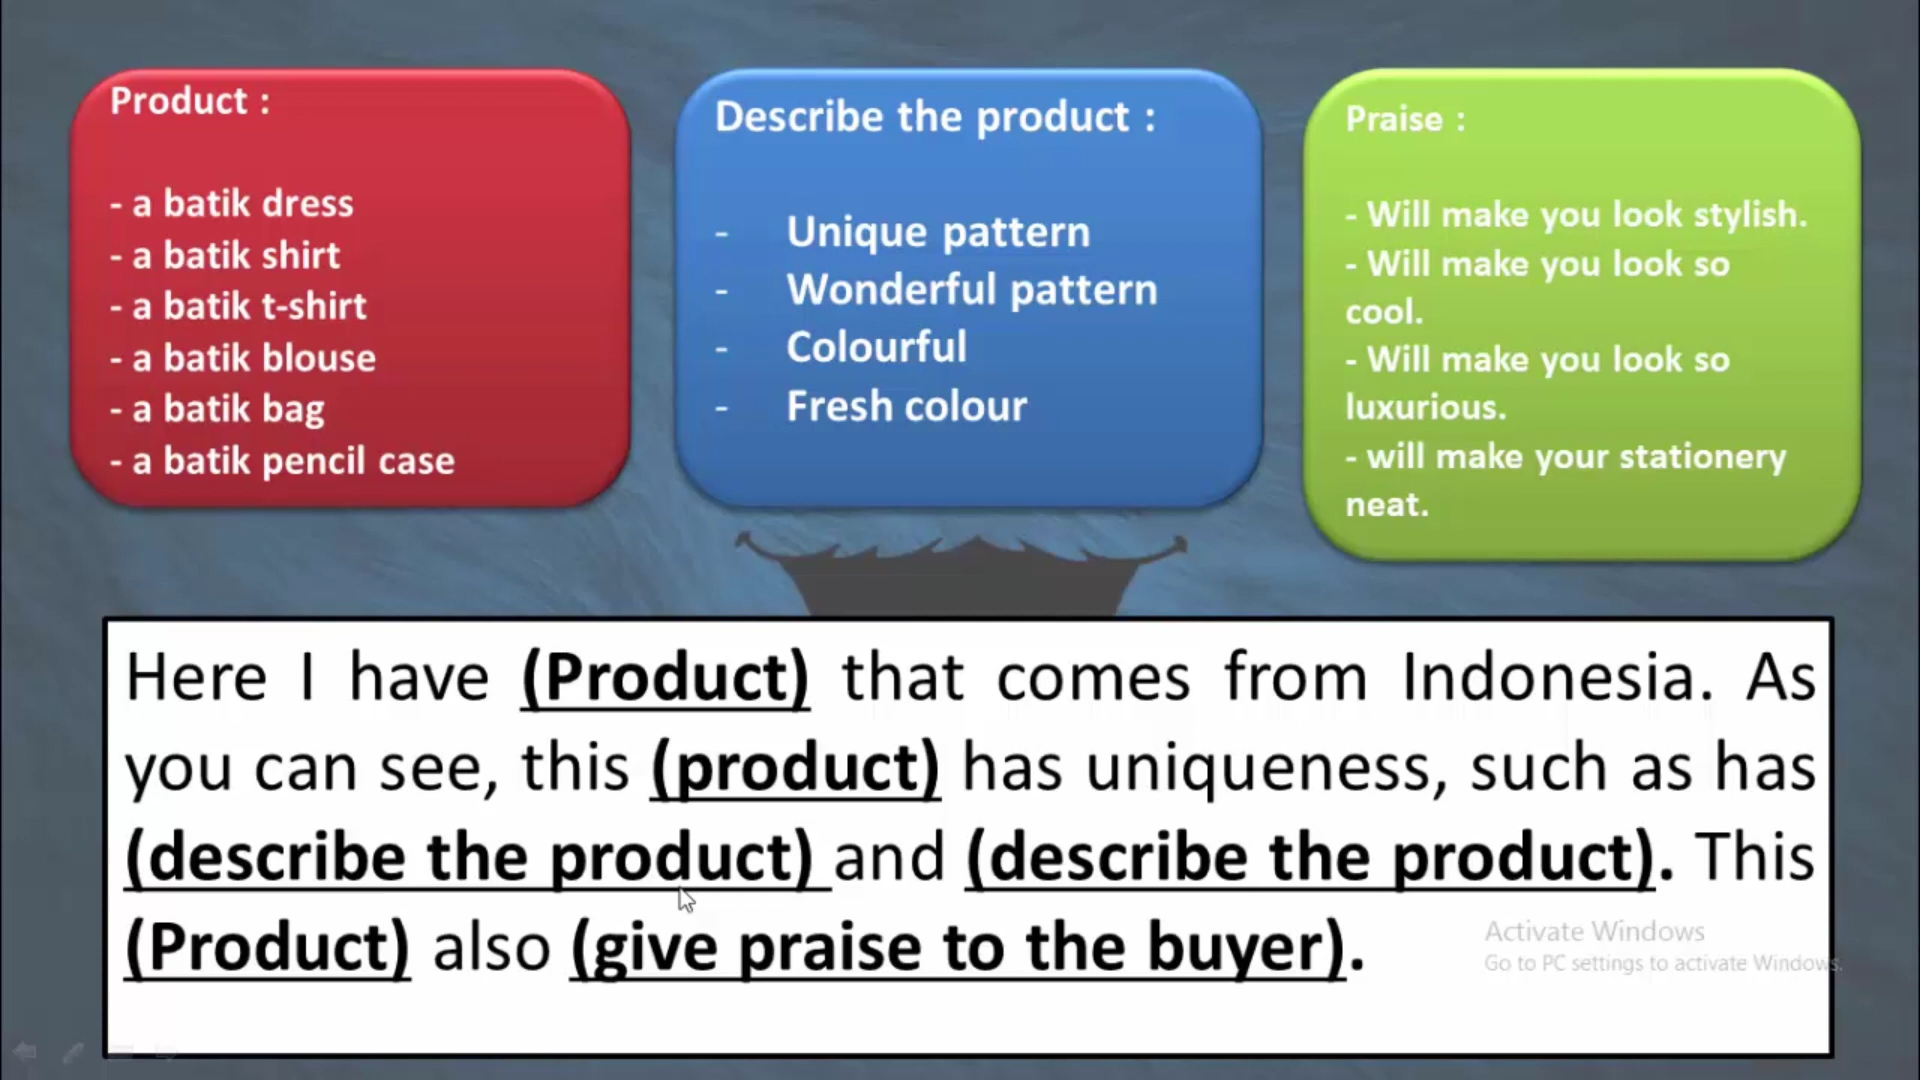 Product :
- a batik dress
- a batik shirt
- a batik t-shirt
- a batik blouse
- a batik bag
- a batik pencil case
Describe the product :
- Unique pattern
- Wonderful pattern
- Colourful
- Fresh colour
Praise :
- Will make you look stylish.
- Will make you look so
cool.
- Will make you look so
luxurious.
- will make your stationery
neat.
Here I have (Product) that comes from Indonesia. As
you can see, this (product) has uniqueness, such as has
(describe the product) and (describe the product). This
(Product) also (give praise to the buyer).
Activate Windows
Go to PC settings to activate Windows.